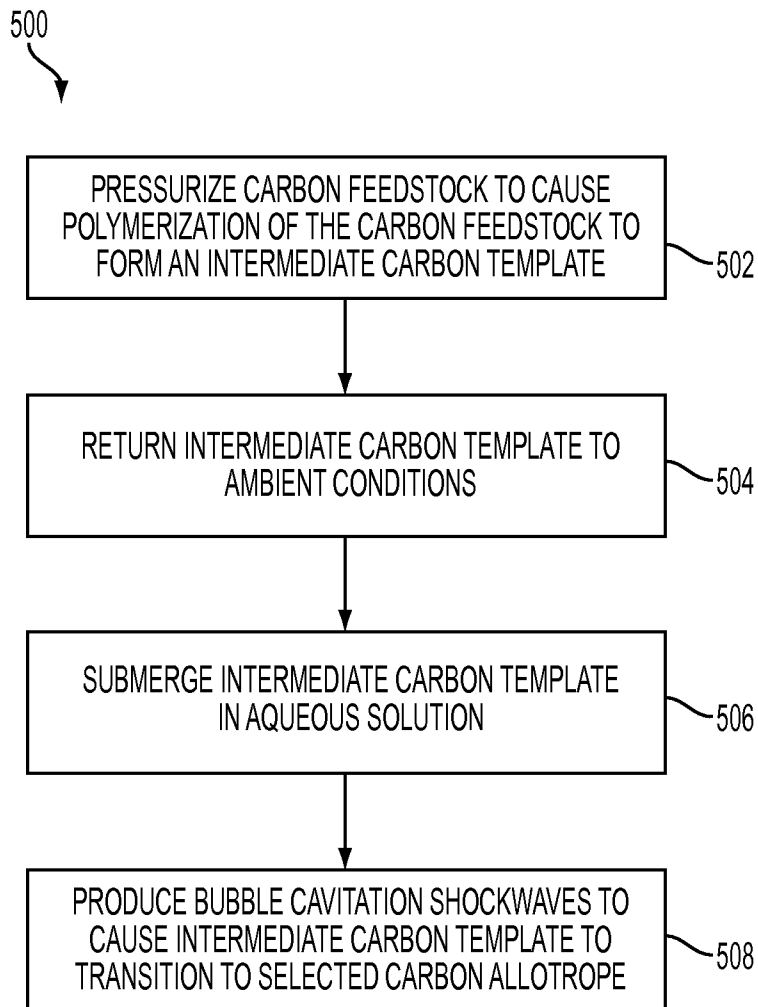 500
PRESSURIZE CARBON FEEDSTOCK TO CAUSE
POLYMERIZATION OF THE CARBON FEEDSTOCK TO
FORM AN INTERMEDIATE CARBON TEMPLATE
502
RETURN INTERMEDIATE CARBON TEMPLATE TO
AMBIENT CONDITIONS
504
SUBMERGE INTERMEDIATE CARBON TEMPLATE
IN AQUEOUS SOLUTION
506
PRODUCE BUBBLE CAVITATION SHOCKWAVES TO
CAUSE INTERMEDIATE CARBON TEMPLATE TO
TRANSITION TO SELECTED CARBON ALLOTROPE
508